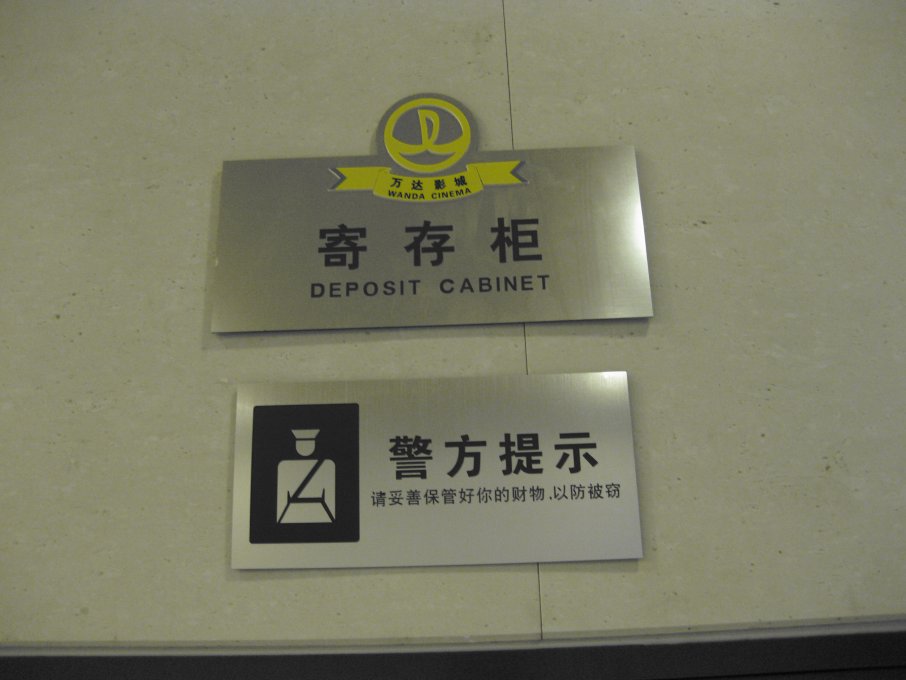 万达影城
WANDA CINEMA
寄存柜
DEPOSIT CABINET
警方提示
请妥善保管好你的财物,以防被窃